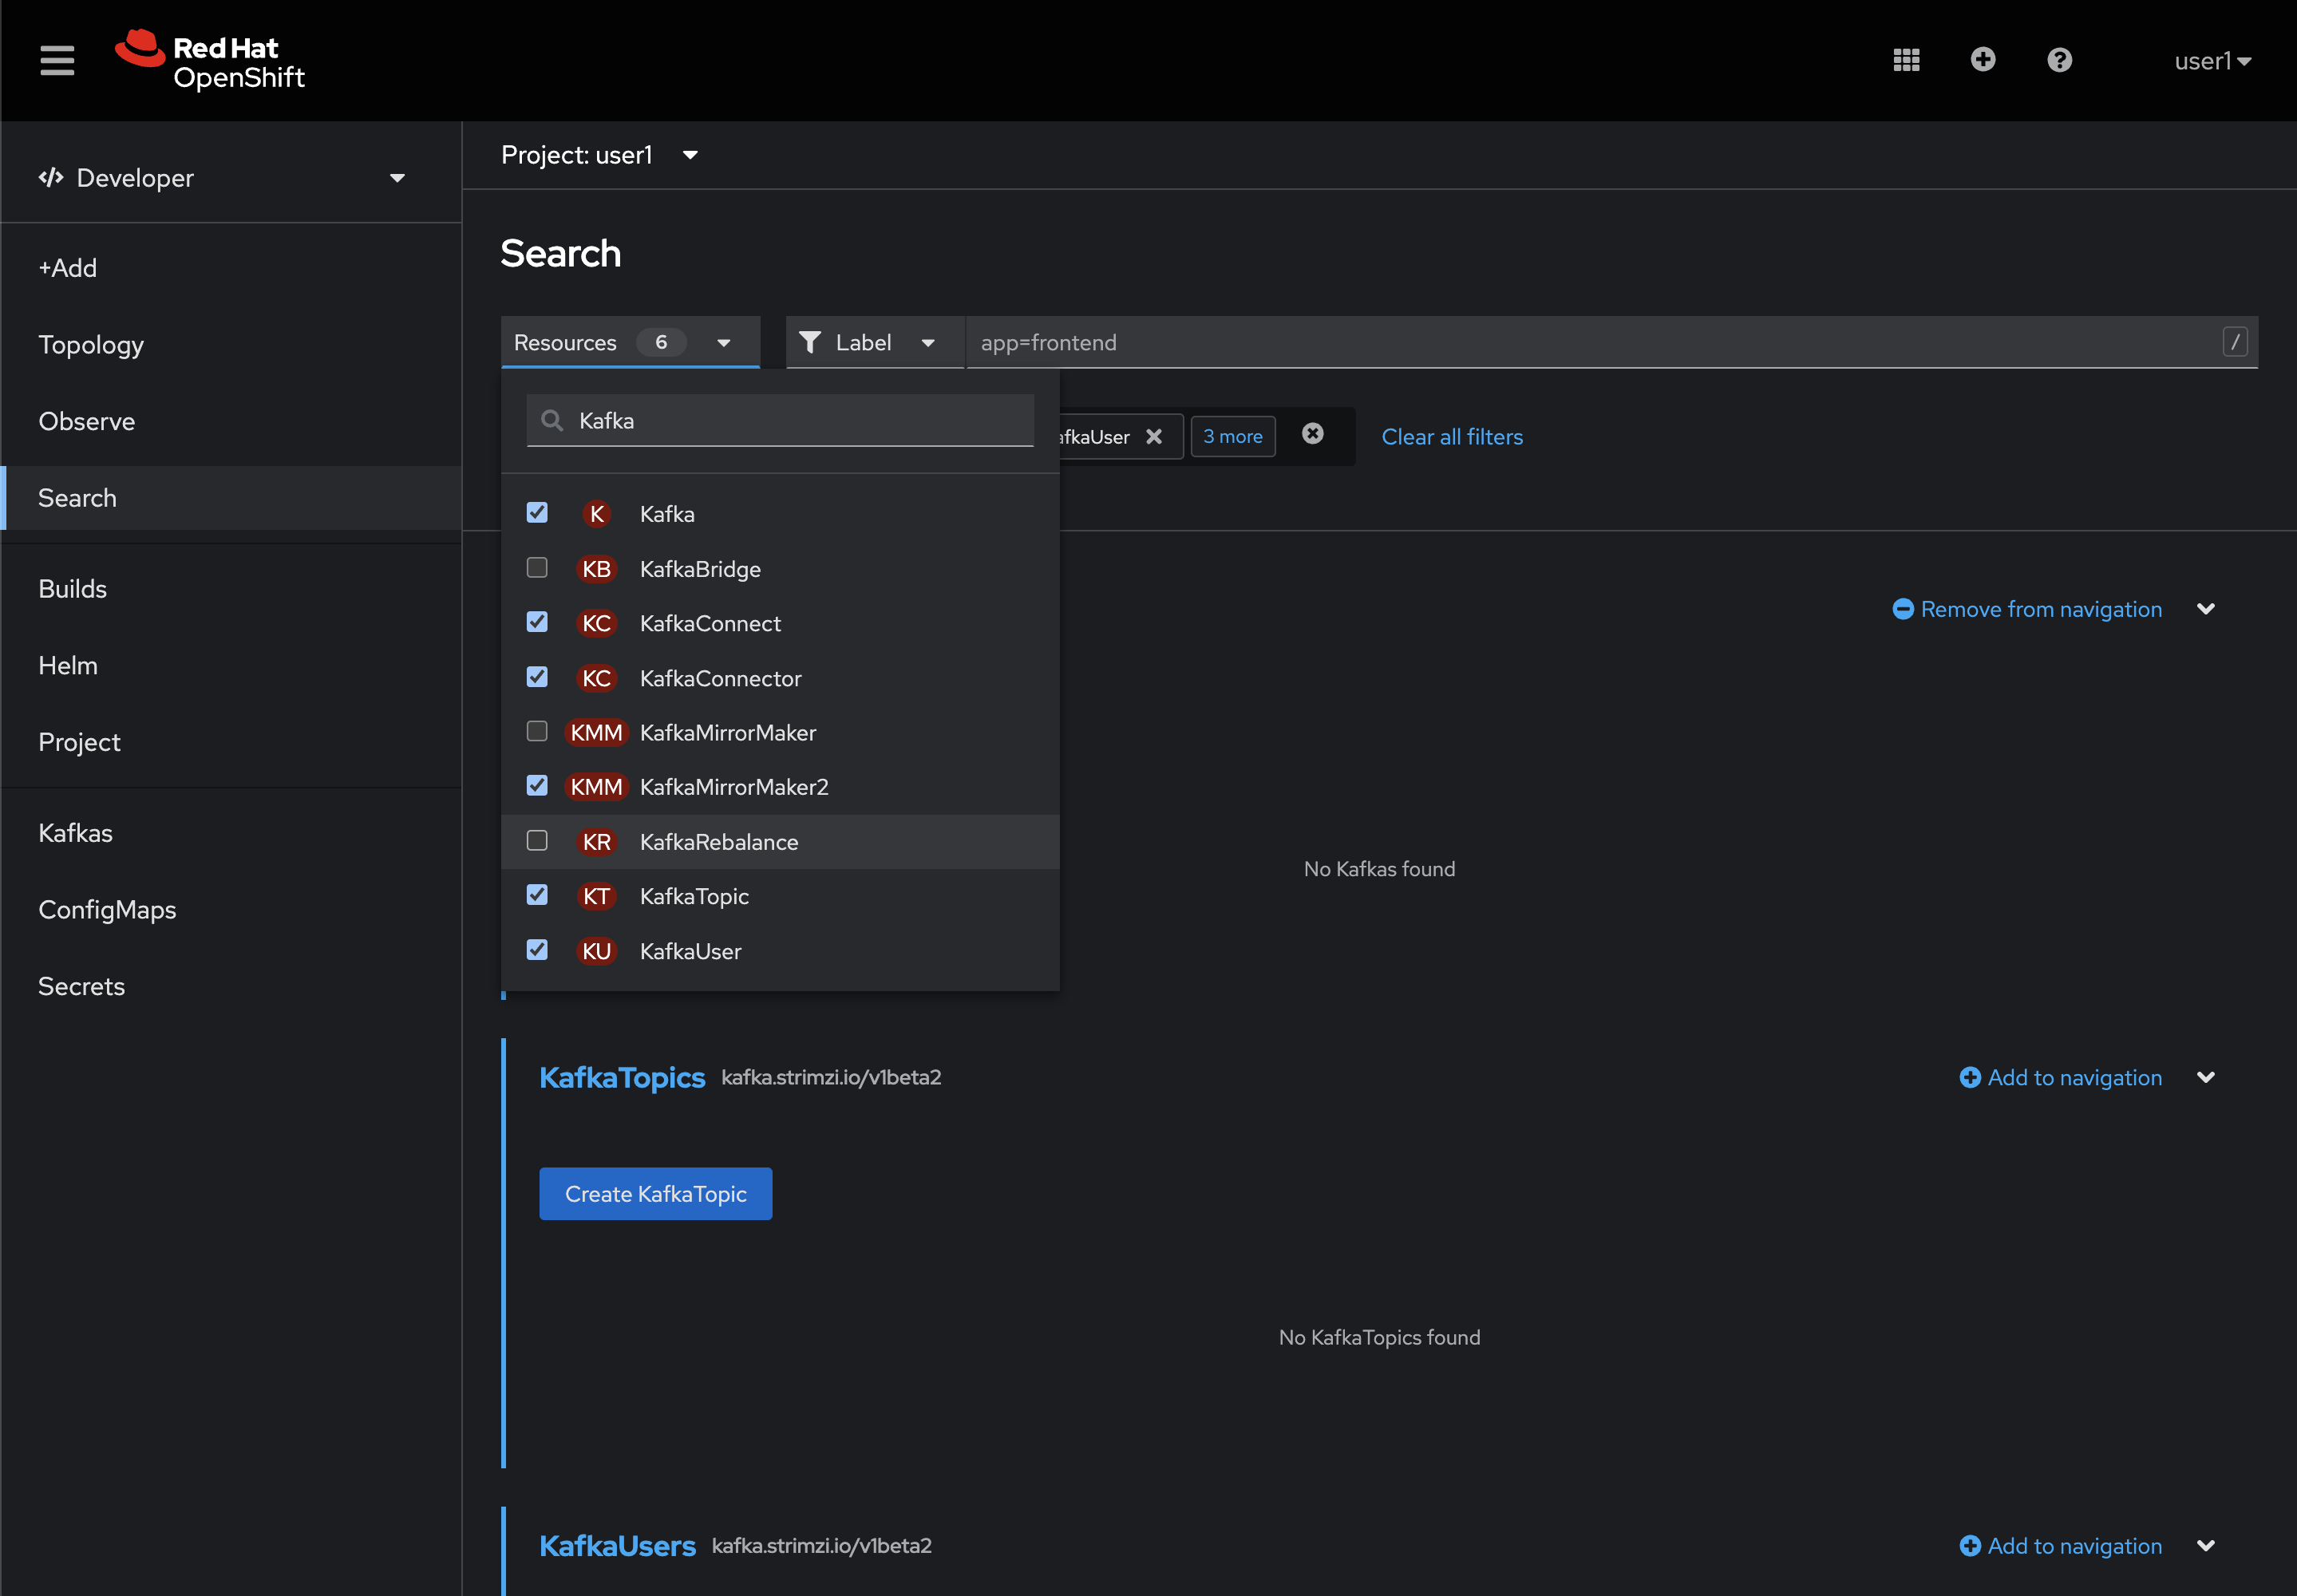 Red Hat
OpenShift
user1
Developer
+Add
Topology
Observe
Search
Builds
Helm
Project
Kafkas
ConfigMaps
Secrets
Project: user1
Search
Resources 6
Label
app=frontend
/
Kafka
afkaUser
3 more
Clear all filters
K Kafka
KB KafkaBridge
KC KafkaConnect
KC KafkaConnector
KMM KafkaMirrorMaker
KMM KafkaMirrorMaker2
KR KafkaRebalance
KT KafkaTopic
KU KafkaUser
Remove from navigation
No Kafkas found
KafkaTopics kafka.strimzi.io/v1beta2
Add to navigation
Create KafkaTopic
No KafkaTopics found
KafkaUsers kafka.strimzi.io/v1beta2
Add to navigation